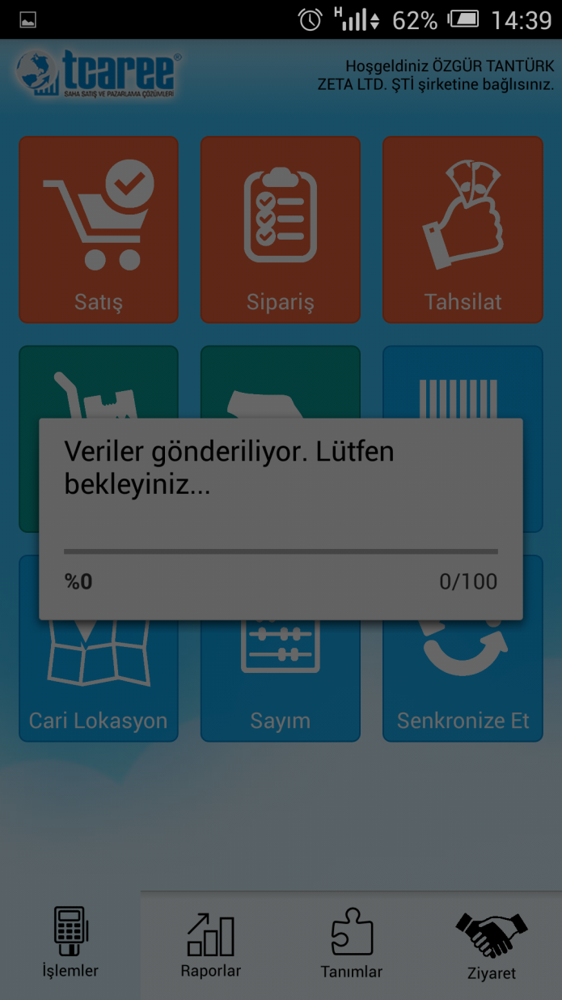 H 62% 14:39
tcaree®
SAHA SATIŞ VE PAZARLAMA ÇÖZÜMLERİ
Hoşgeldiniz ÖZGÜR TANTÜRK
ZETA LTD. ŞTİ şirketine bağlısınız.
Satış
Sipariş
Tahsilat
Veriler gönderiliyor. Lütfen
bekleyiniz...
%0
0/100
Cari Lokasyon
Sayım
Senkronize Et
İşlemler
Raporlar
Tanımlar
Ziyaret